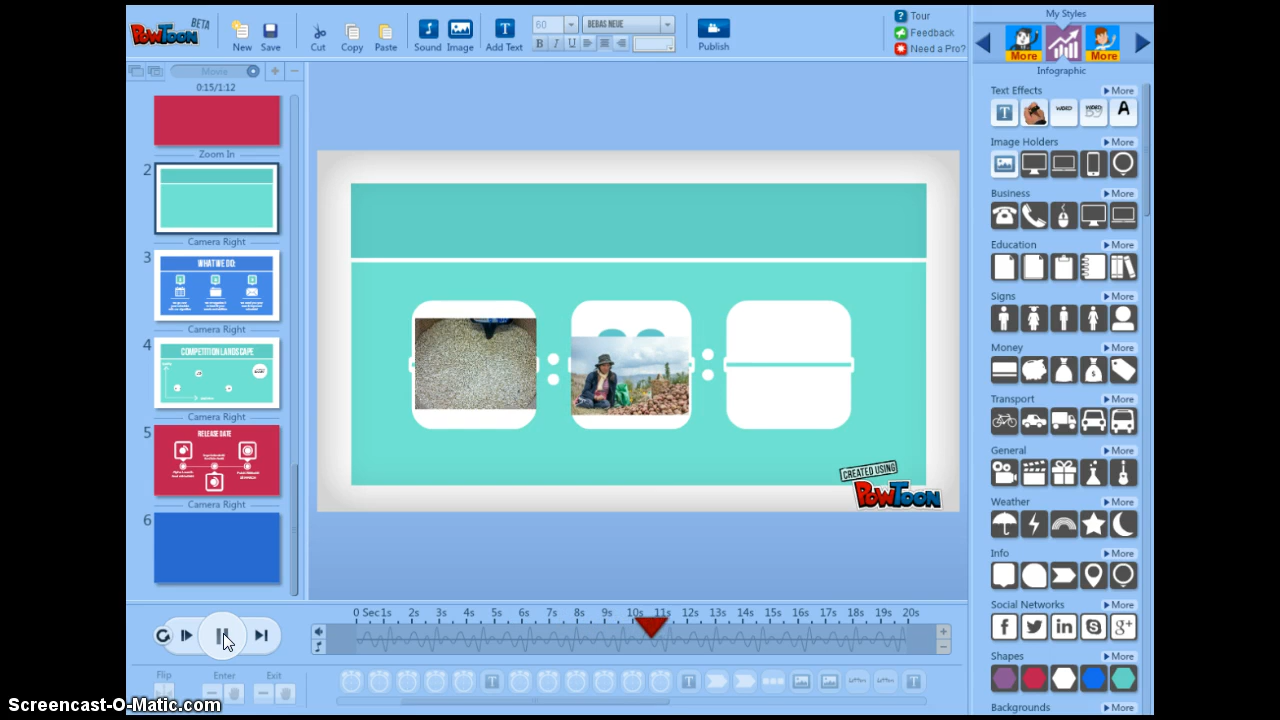 POWTOON BETA
New Save Cut Copy Paste Sound Image Add Text 60 BEBAS NEUE Publish
B I U
Tour
Feedback
Need a Pro?
My Styles
More More
Infographic
Movie
0:15/1:12
Zoom In
2
Camera Right
3
WHAT WE DO:
Camera Right
4
COMPETITION LANDSCAPE
Camera Right
5
RELEASE DATE
Camera Right
6
CREATED USING
POWTOON
Text Effects More
T WORD A
Image Holders More
Business More
Education More
Signs More
Money More
Transport More
General More
Weather More
Info More
Social Networks More
Shapes More
Backgrounds More
0 Sec 1s 2s 3s 4s 5s 6s 7s 8s 9s 10s 11s 12s 13s 14s 15s 16s 17s 18s 19s 20s
Flip Enter Exit
Screencast-O-Matic.com